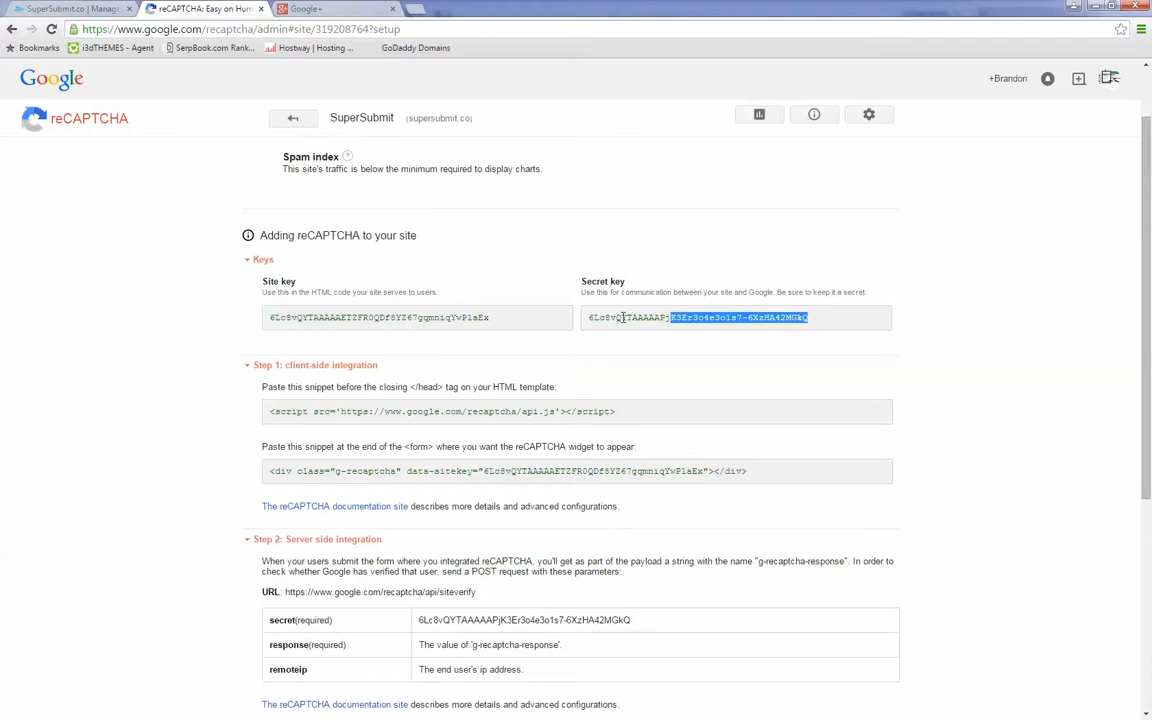 SuperSubmit.co | Manage
reCAPTCHA: Easy on Hum
Google+
https://www.google.com/recaptcha/admin#site/319208764?setup
Bookmarks
i3dTHEMES - Agent
SerpBook.com Rank...
Hostway | Hosting ...
GoDaddy Domains
Google
+Brandon
reCAPTCHA
SuperSubmit (supersubmit.co)
Spam index ?
This site's traffic is below the minimum required to display charts.
Adding reCAPTCHA to your site
Keys
Site key
Use this in the HTML code your site serves to users.
6Lc8vQYTAAAAAETZFR0QDf8YZ67gqmniqYwPlaEx
Secret key
Use this for communication between your site and Google. Be sure to keep it a secret.
6Lc8vQYTAAAAAPjK3Er3o4e3o1s7-6XzHA42MGkQ
Step 1: client-side integration
Paste this snippet before the closing </head> tag on your HTML template:
<script src='https://www.google.com/recaptcha/api.js'></script>
Paste this snippet at the end of the <form> where you want the reCAPTCHA widget to appear:
<div class="g-recaptcha" data-sitekey="6Lc8vQYTAAAAAETZFR0QDf8YZ67gqmniqYwPlaEx"></div>
The reCAPTCHA documentation site describes more details and advanced configurations.
Step 2: Server side integration
When your users submit the form where you integrated reCAPTCHA, you'll get as part of the payload a string with the name "g-recaptcha-response". In order to
check whether Google has verified that user, send a POST request with these parameters:
URL: https://www.google.com/recaptcha/api/siteverify
secret(required) 6Lc8vQYTAAAAAPjK3Er3o4e3o1s7-6XzHA42MGkQ
response(required) The value of 'g-recaptcha-response'.
remoteip The end user's ip address.
The reCAPTCHA documentation site describes more details and advanced configurations.